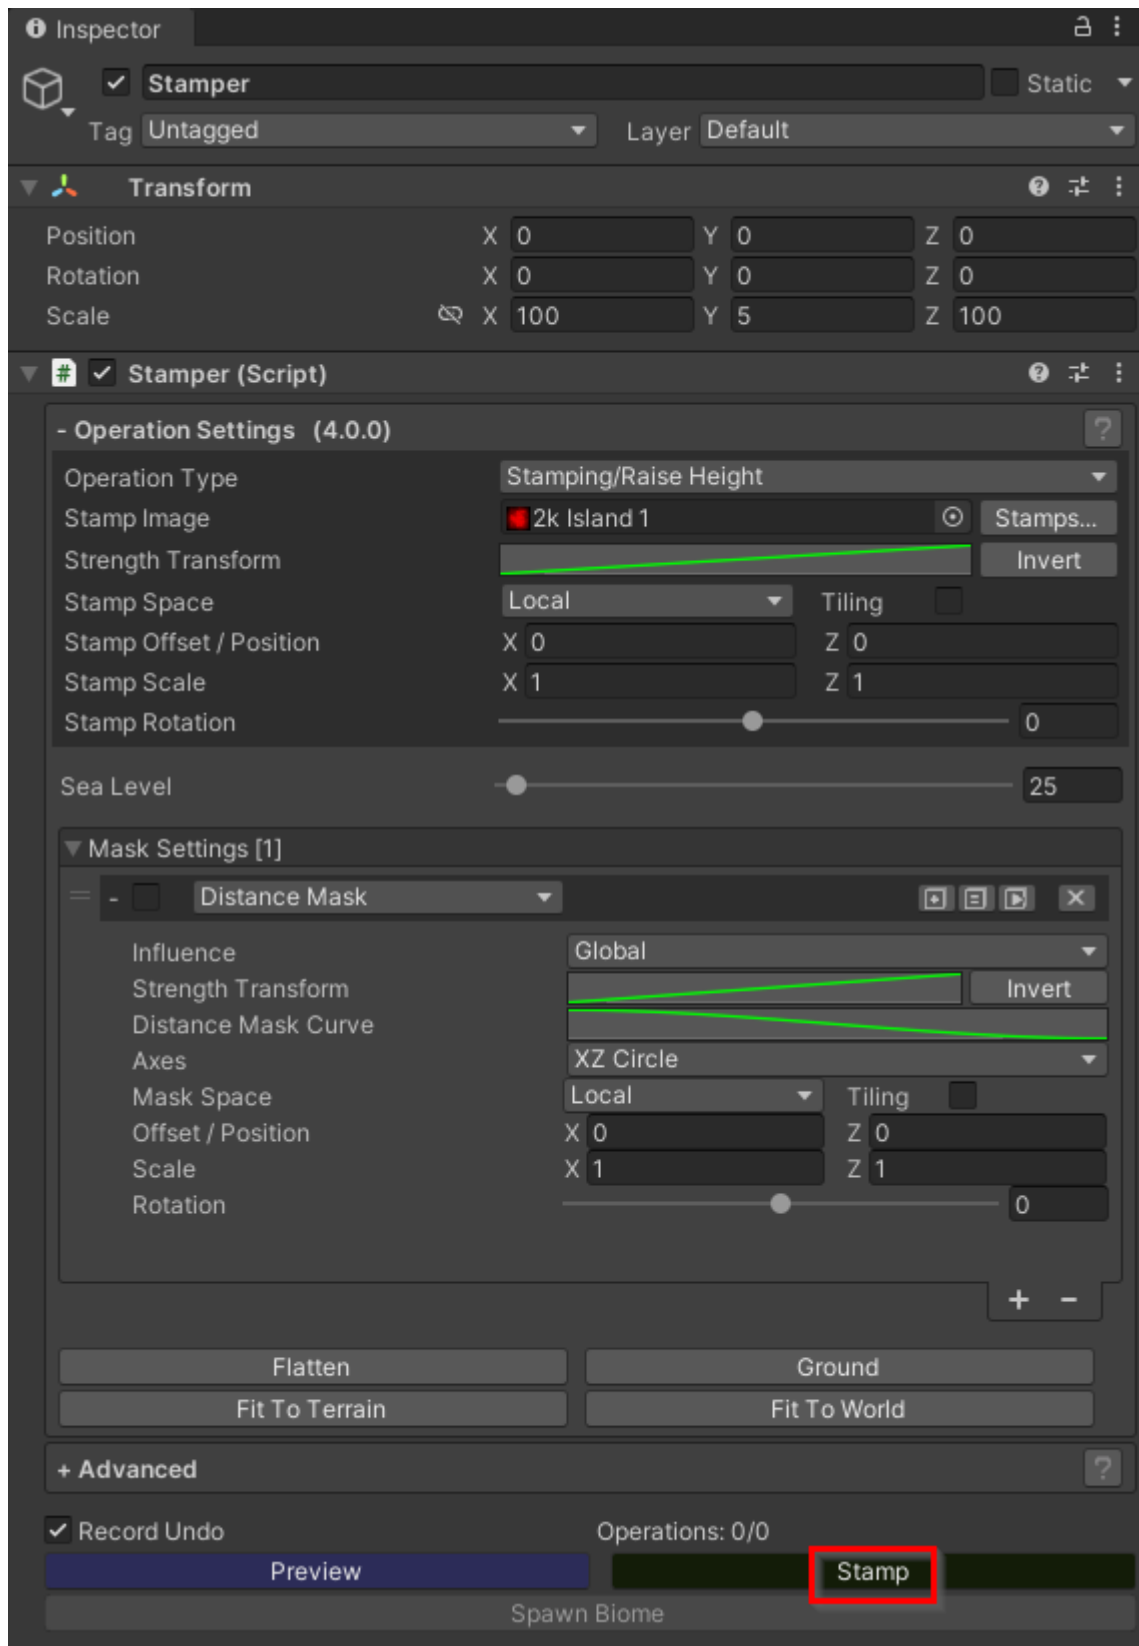 Inspector
Stamper Static
Tag Untagged Layer Default
Transform
Position X 0 Y 0 Z 0
Rotation X 0 Y 0 Z 0
Scale X 100 Y 5 Z 100
# Stamper (Script)
- Operation Settings (4.0.0) ?
Operation Type Stamping/Raise Height
Stamp Image 2k Island 1 Stamps...
Strength Transform Invert
Stamp Space Local Tiling
Stamp Offset / Position X 0 Z 0
Stamp Scale X 1 Z 1
Stamp Rotation 0
Sea Level 25
Mask Settings [1]
- Distance Mask
Influence Global
Strength Transform Invert
Distance Mask Curve
Axes XZ Circle
Mask Space Local Tiling
Offset / Position X 0 Z 0
Scale X 1 Z 1
Rotation 0
+ -
Flatten Ground
Fit To Terrain Fit To World
+ Advanced ?
Record Undo Operations: 0/0
Preview Stamp
Spawn Biome